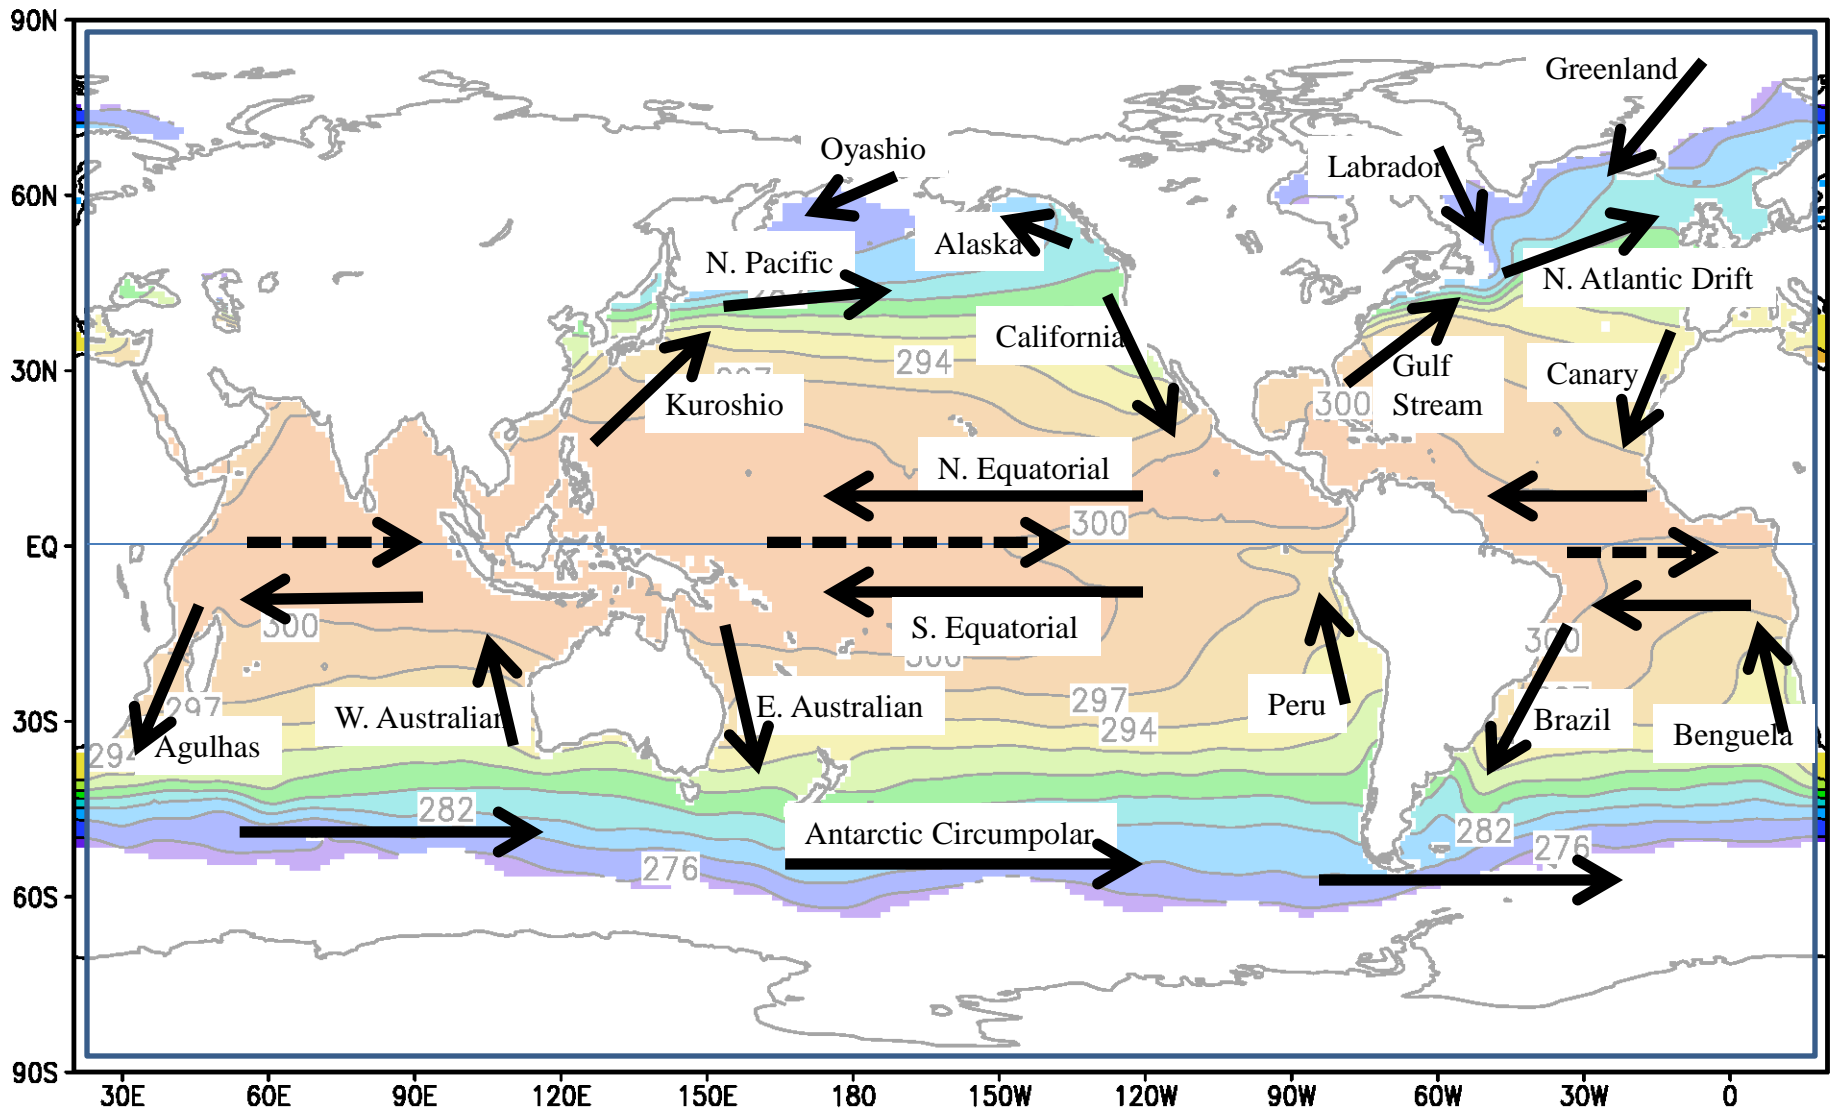 90N
Greenland
Oyashio
Labrador
60N
Alaska
N. Pacific
N. Atlantic Drift
California
294
Gulf
Stream
Canary
30N
300
Kuroshio
N. Equatorial
300
EQ
300
S. Equatorial
300
297
297
Peru
W. Australian
E. Australian
Brazil
30S
294
Benguela
294
Agulhas
282
Antarctic Circumpolar
282
276
276
60S
90S
30E 60E 90E 120E 150E 180 150W 120W 90W 60W 30W 0